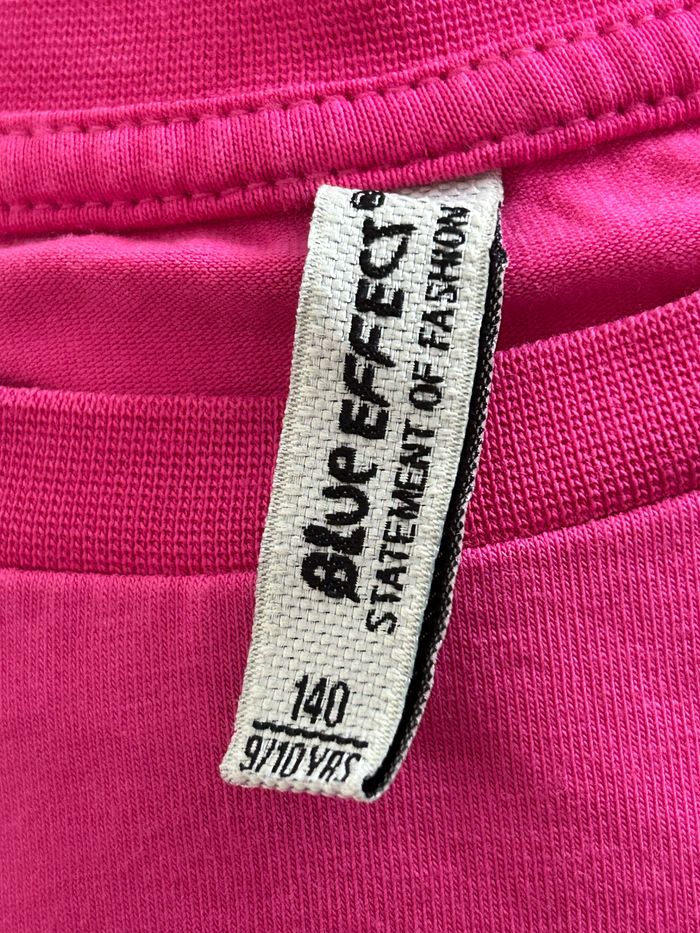 BLUE EFFECT®
STATEMENT OF FASHION
140
9/10 YRS